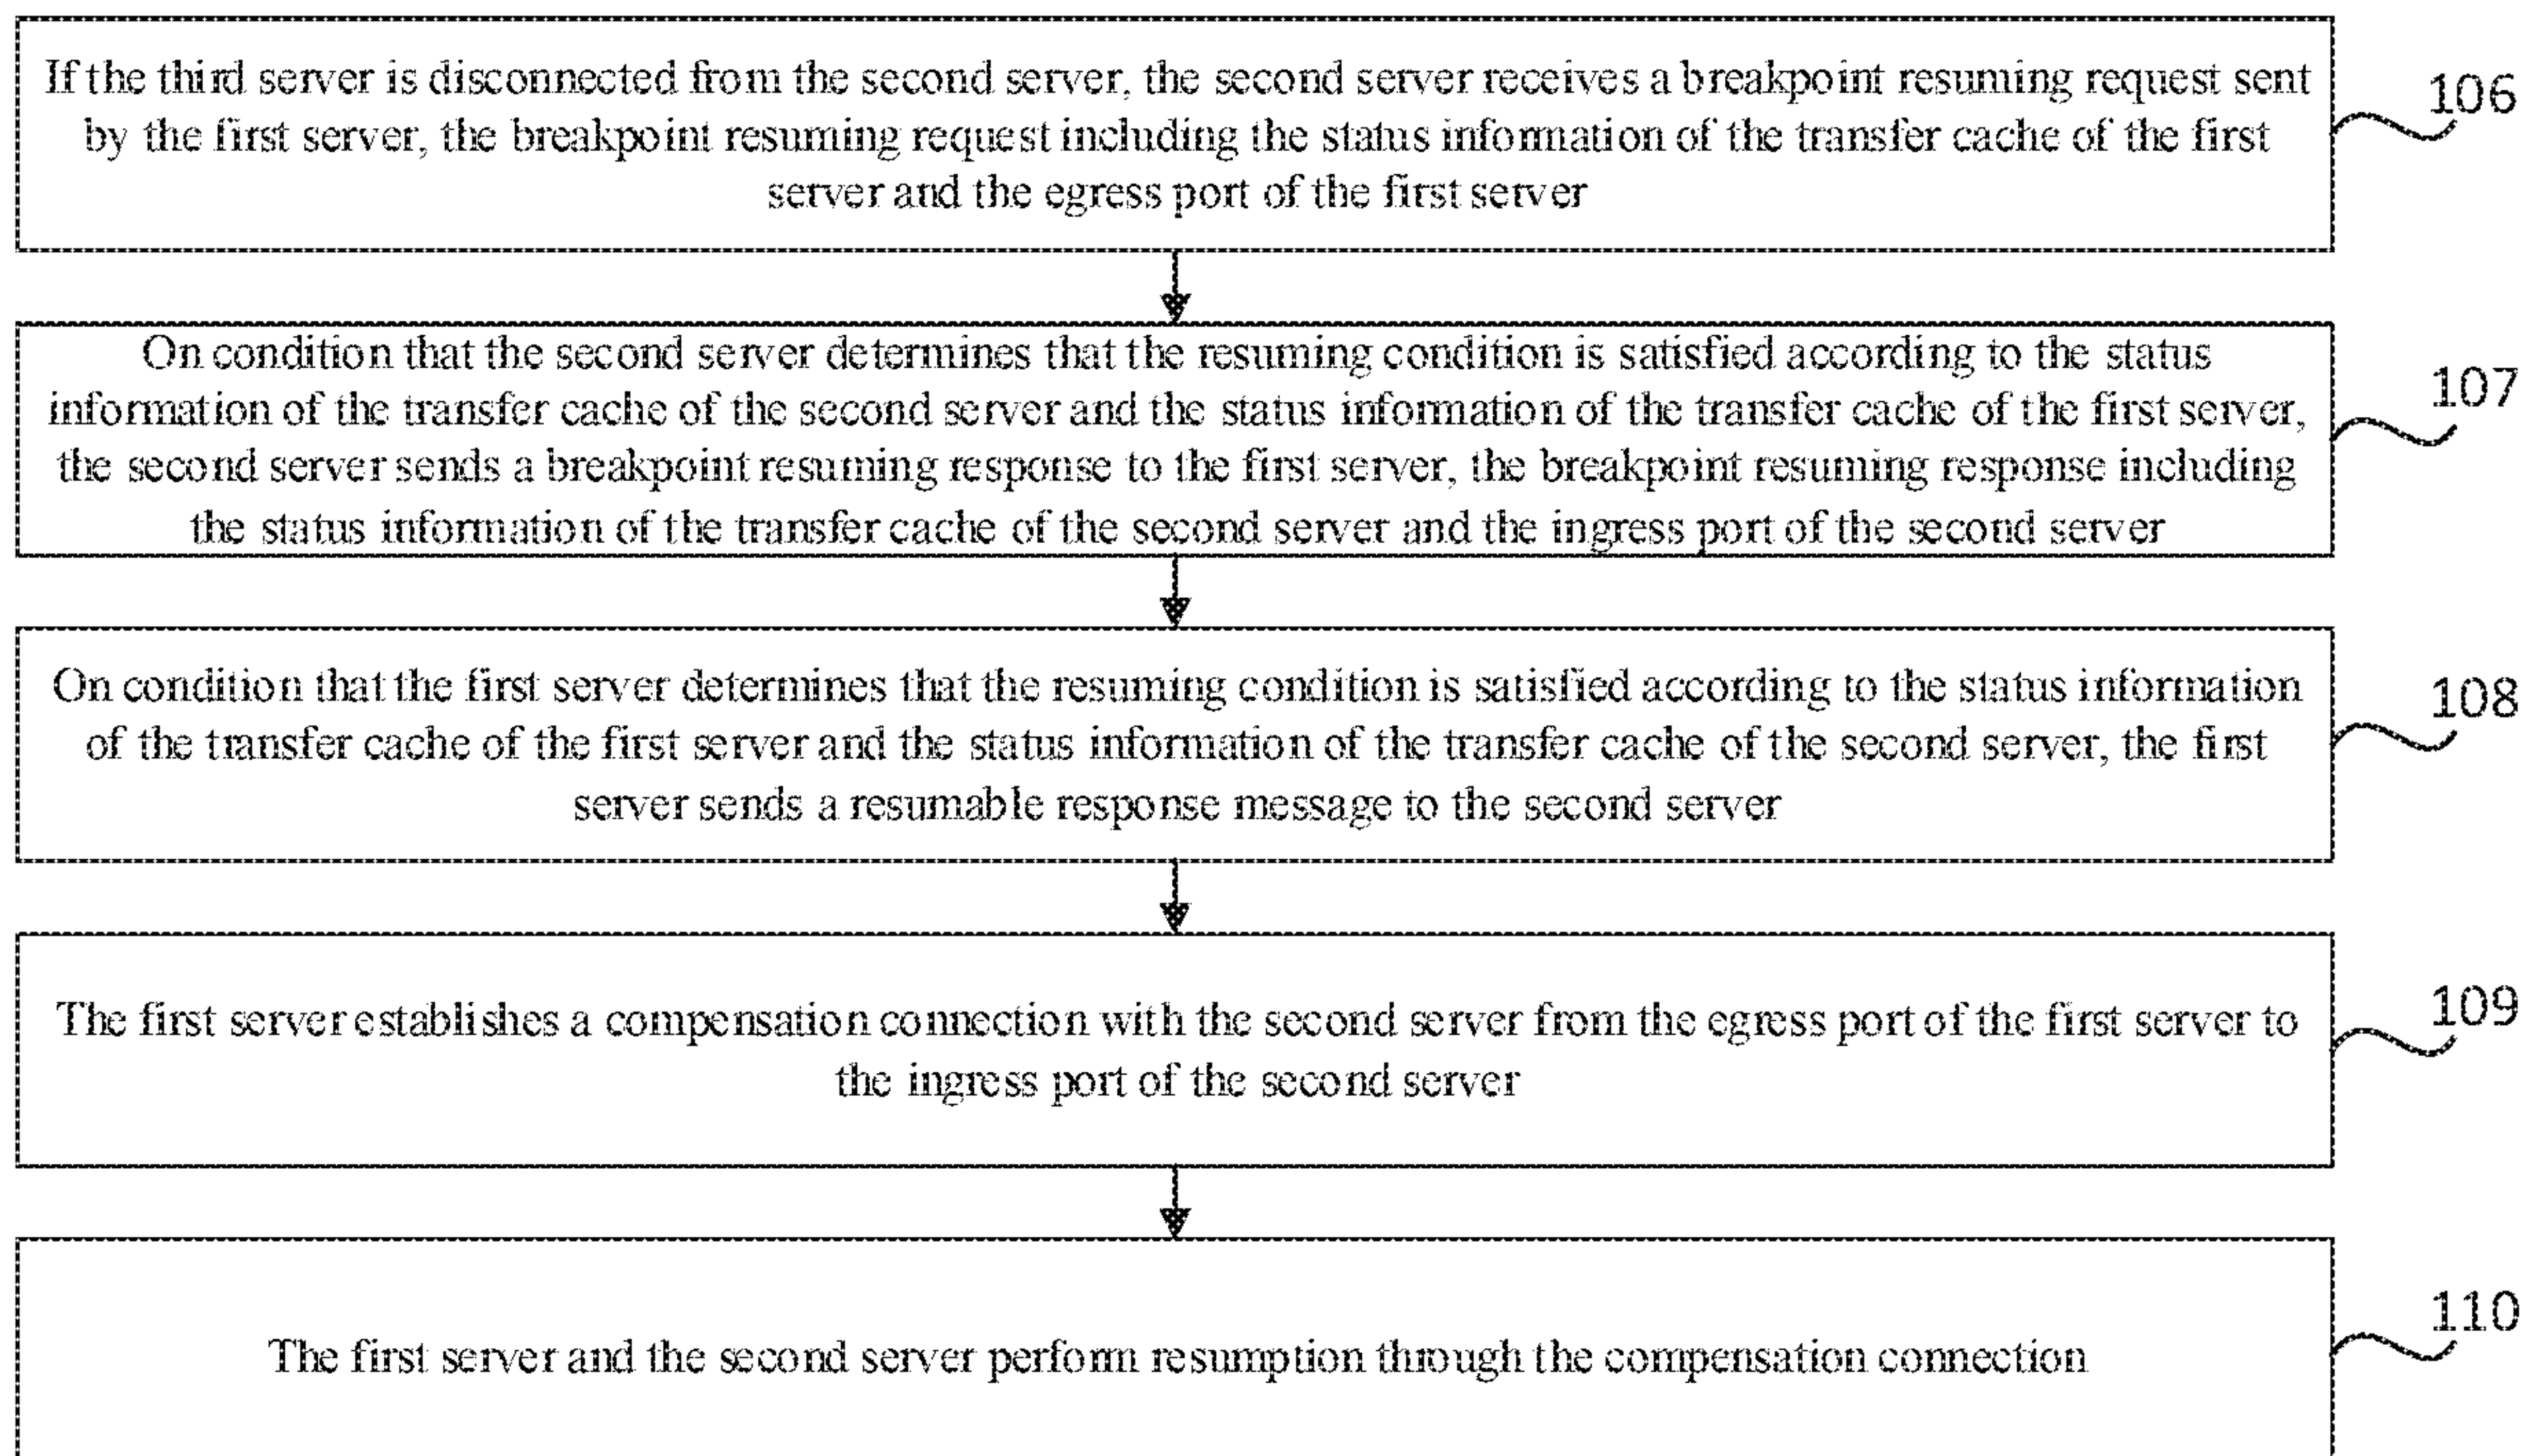 If the third server is disconnected from the second server, the second server receives a breakpoint resuming request sent
by the first server, the breakpoint resuming request including the status information of the transfer cache of the first
server and the egress port of the first server
106
On condition that the second server determines that the resuming condition is satisfied according to the status
information of the transfer cache of the second server and the status information of the transfer cache of the first server,
the second server sends a breakpoint resuming response to the first server, the breakpoint resuming response including
the status information of the transfer cache of the second server and the ingress port of the second server
107
On condition that the first server determines that the resuming condition is satisfied according to the status information
of the transfer cache of the first server and the status information of the transfer cache of the second server, the first
server sends a resumable response message to the second server
108
The first server establishes a compensation connection with the second server from the egress port of the first server to
the ingress port of the second server
109
The first server and the second server perform resumption through the compensation connection
110